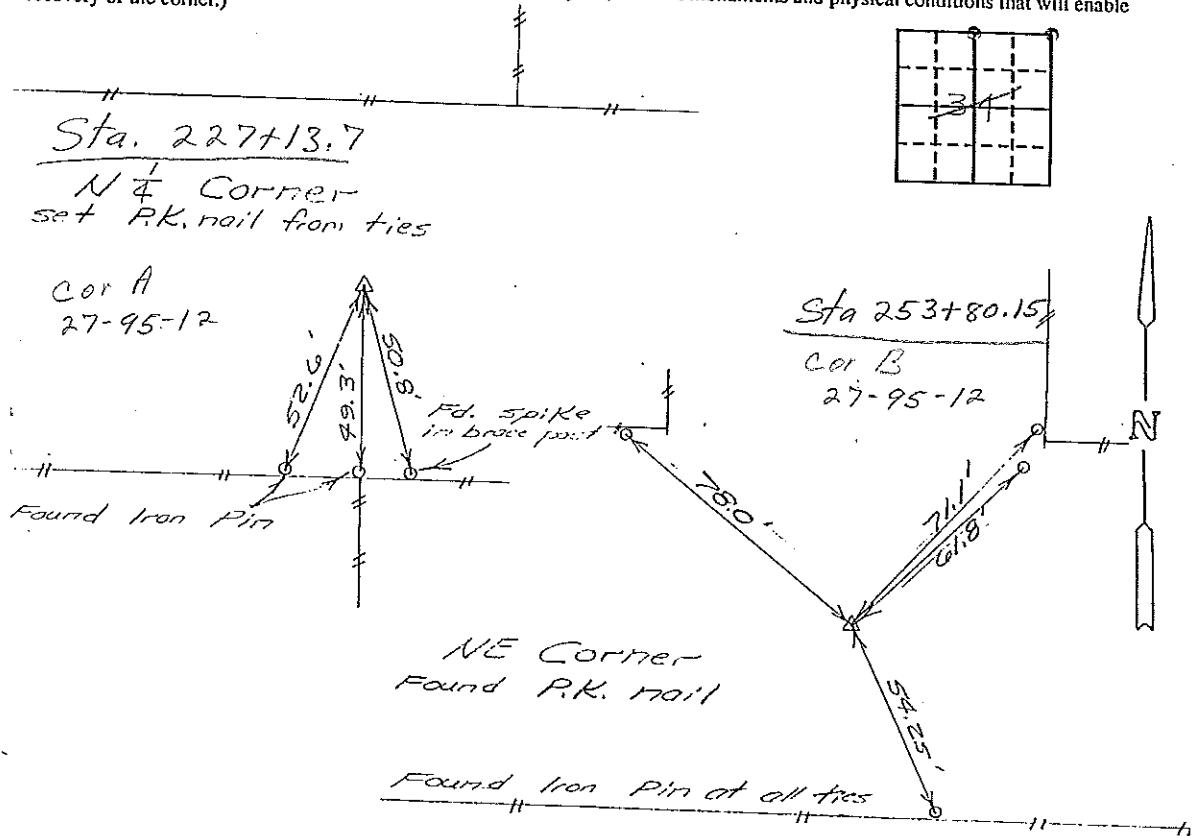 recovery of the corner.)
monuments and physical conditions that will enable
34
Sta. 227+13.7
N 1/4 Corner
set P.K. nail from ties
Cor A
27-95-12
52.6'
49.3'
50.8'
Fd. spike
in brace post
Found Iron Pin
Sta 253+80.15
Cor B
27-95-12
N
78.0'
71.1'
61.8'
54.25'
NE Corner
Found P.K. nail
Found Iron Pin at all ties